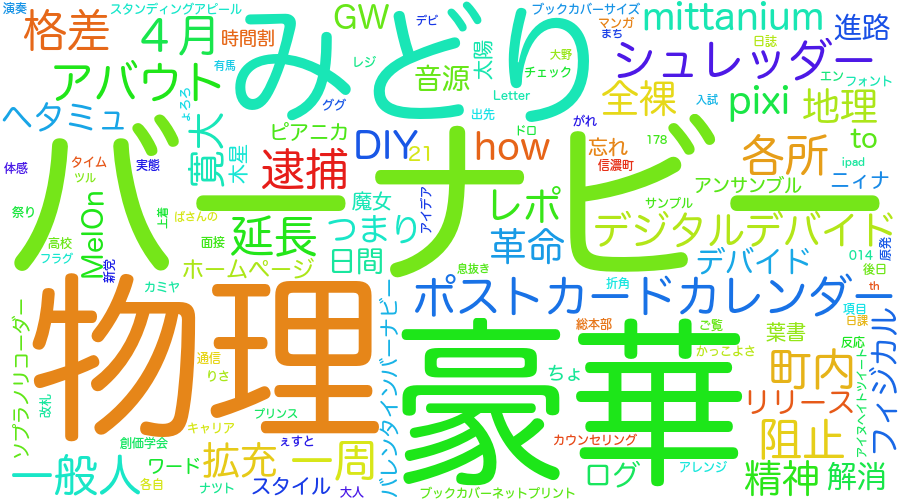 演奏
スタンディングアピール
デビ
ブックカバーサイズ
GW
４月
みどり
mittanium
マンガ
まち
進路
格差
時間割
有馬
アバウト
レジ
音源
太陽
大野
チェック
日誌
シュレッダー
エン
フォント
ググ
Letter
出先
全裸
入試
pixi
地理
ヘタミュ
ょろろ
寛大
木星
ピアニカ
DIY
21
how
ドロ
がれ
忘れ
178
ipad
to
各所
バーナビー
体感
タイム
ツル
実態
逮捕
魔女
アイデア
信濃町
アンサンブル
ニィナ
サンプル
祭り
上着
ばさんの
延長
つまり
レポ
デジタルデバイド
MelOn
高校
フラグ
新党
面接
日間
革命
デバイド
原発
014
後日
ホームページ
息抜き
折角
カミヤ
th
物理
ポストカードカレンダー
豪華
総本部
ご覧
葉書
項目
日課
反応
ソプラノリコーダー
バレンタインバーナビー
通信
りさ
かっこよさ
フィジカル
アイヌヘイトツイート
ちょ
町内
改札
プリンス
リリース
キャリア
創価学会
ぇすと
カウンセリング
阻止
一般人
ワード
拡充
一周
ログ
アレンジ
各自
ナツト
スタイル
大人
ブックカバーネットプリント
精神
解消